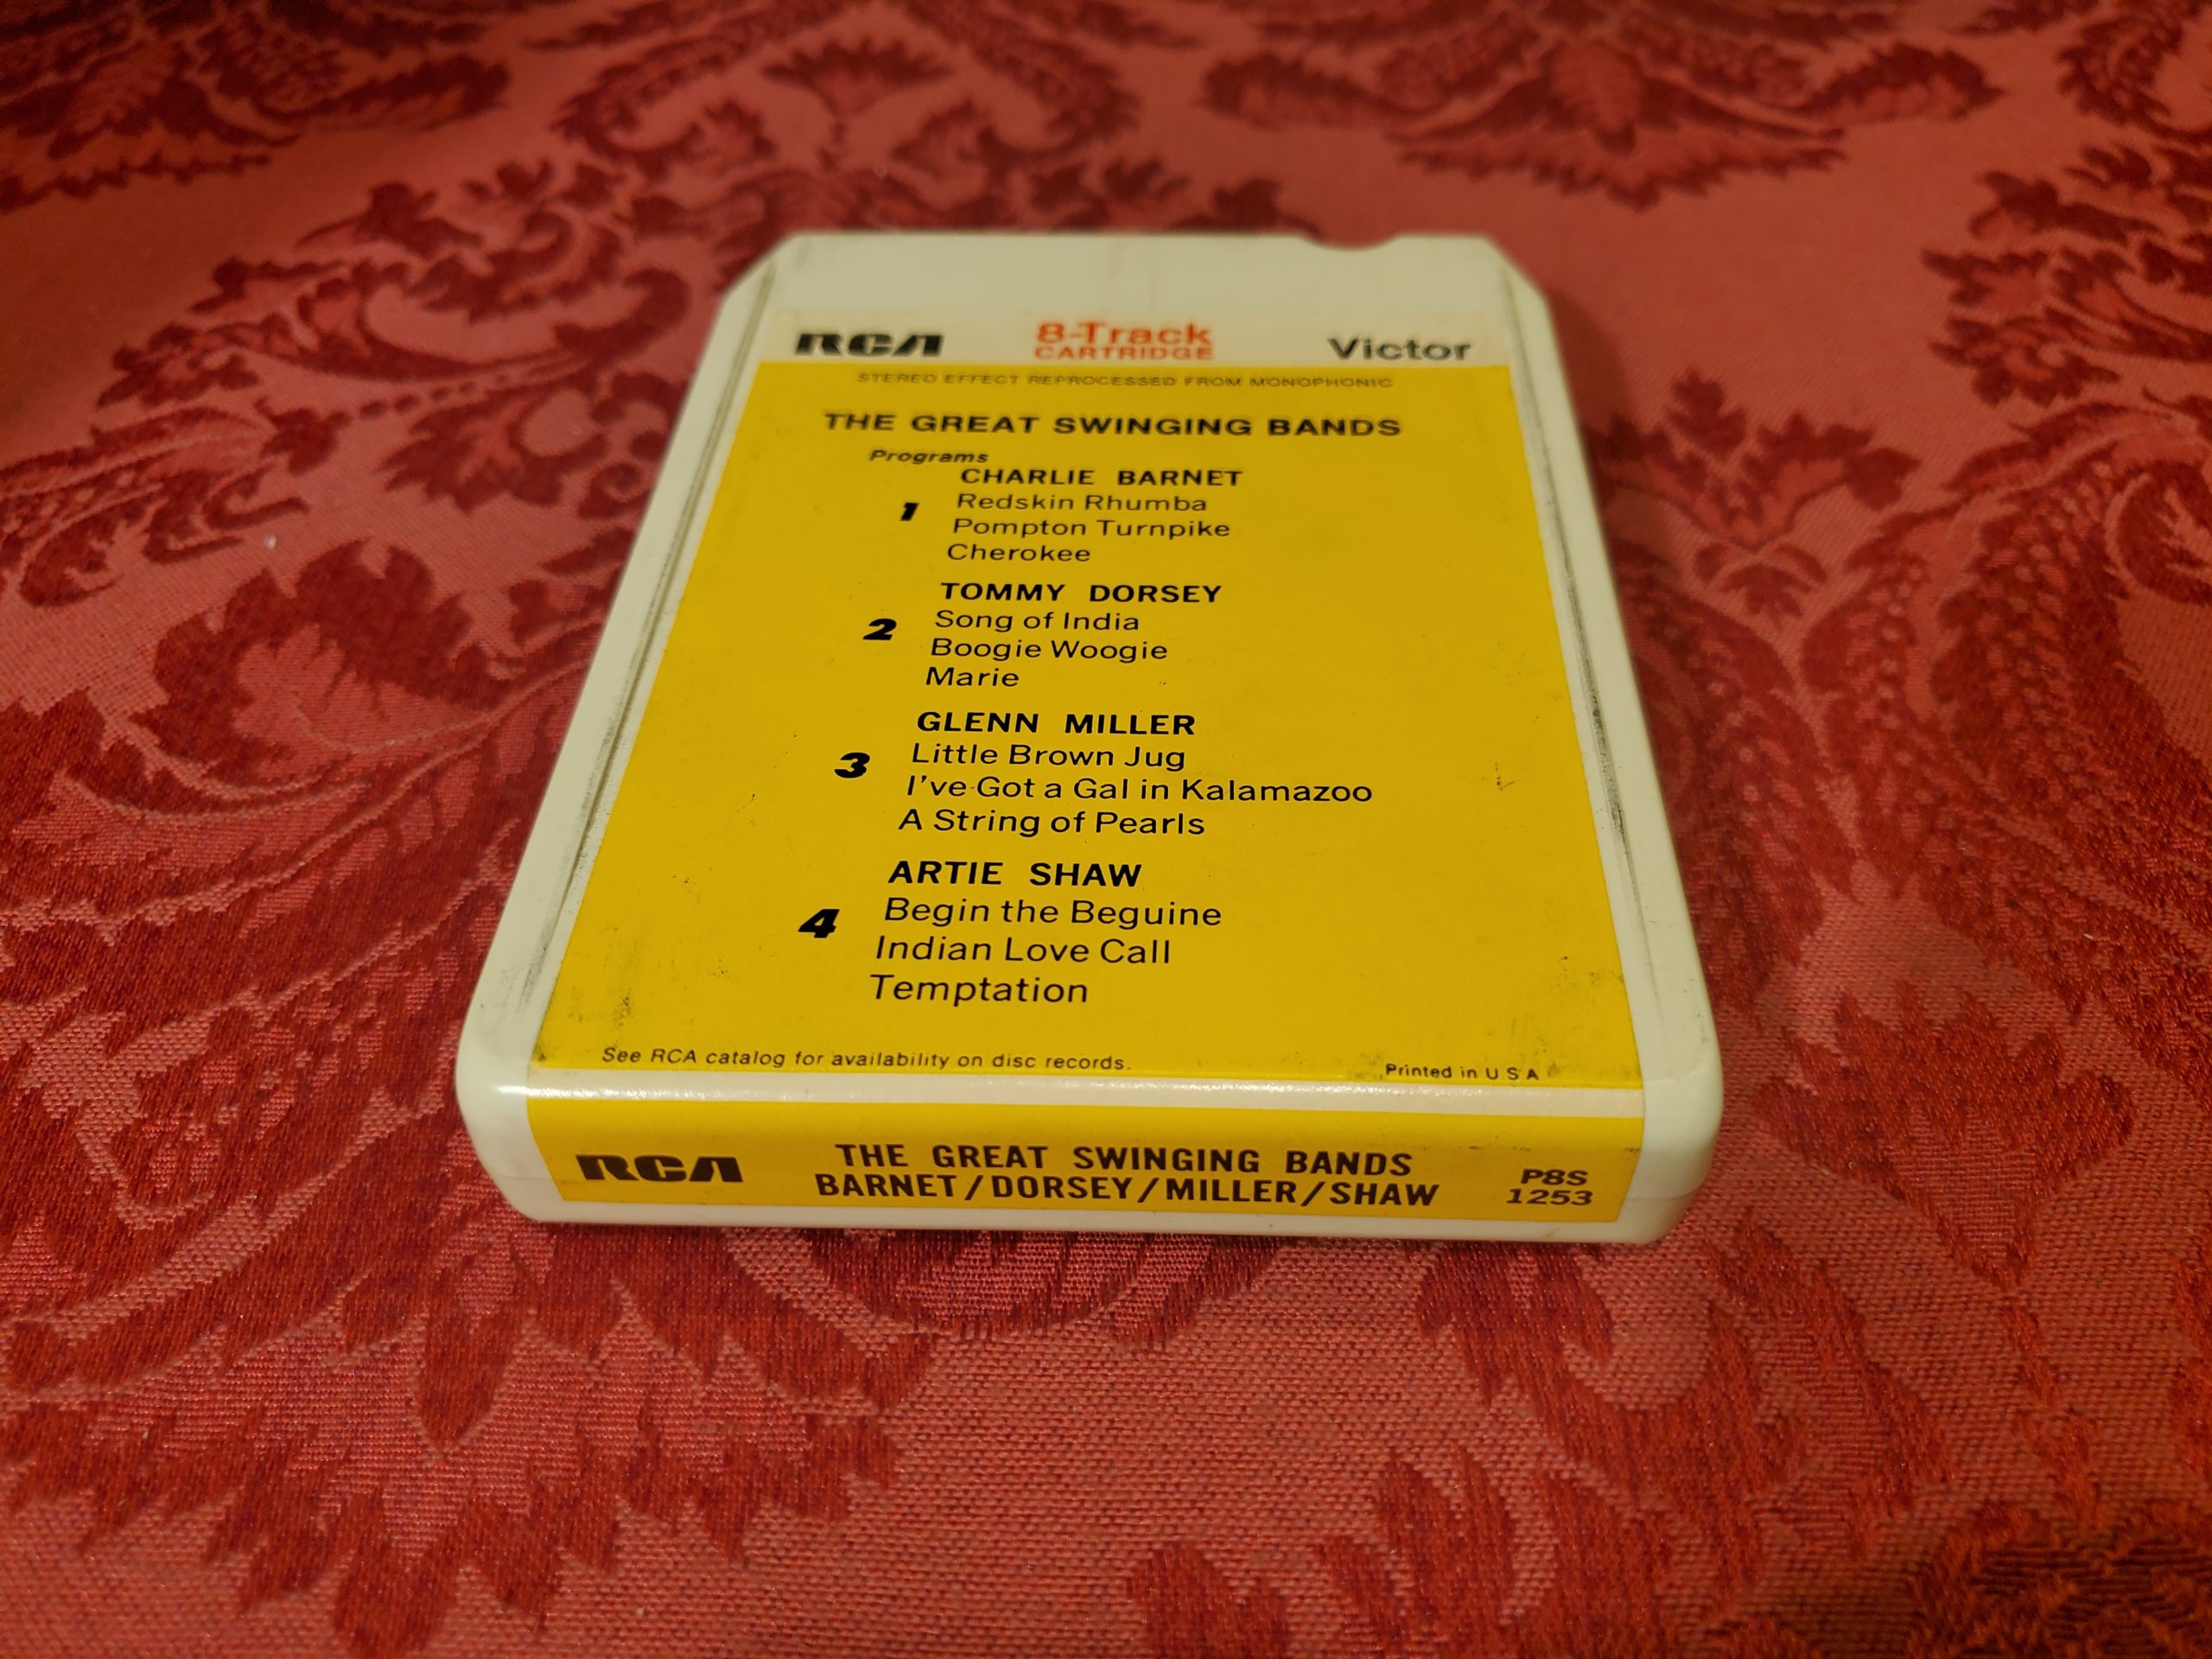 RCA 8-Track CARTRIDGE Victor
STEREO EFFECT REPROCESSED FROM MONOPHONIC
THE GREAT SWINGING BANDS
Programs
CHARLIE BARNET
1
Redskin Rhumba
Pompton Turnpike
Cherokee
TOMMY DORSEY
2
Song of India
Boogie Woogie
Marie
GLENN MILLER
3
Little Brown Jug
I've Got a Gal in Kalamazoo
A String of Pearls
ARTIE SHAW
4
Begin the Beguine
Indian Love Call
Temptation
See RCA catalog for availability on disc records. Printed in U S A
RCA
THE GREAT SWINGING BANDS
BARNET/DORSEY/MILLER/SHAW
P8S
1253